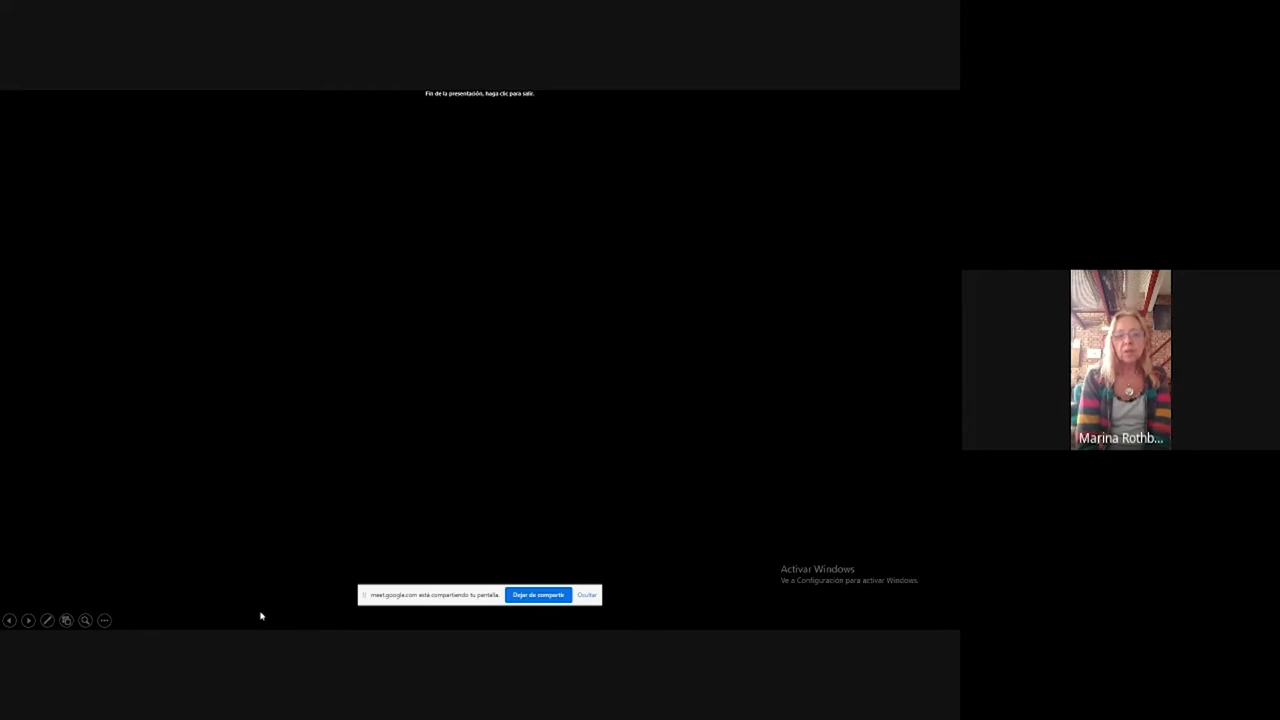 Fin de la presentación, haga clic para salir.
Marina Rothb...
Activar Windows
Ve a Configuración para activar Windows.
meet.google.com está compartiendo tu pantalla.
Dejar de compartir
Ocultar